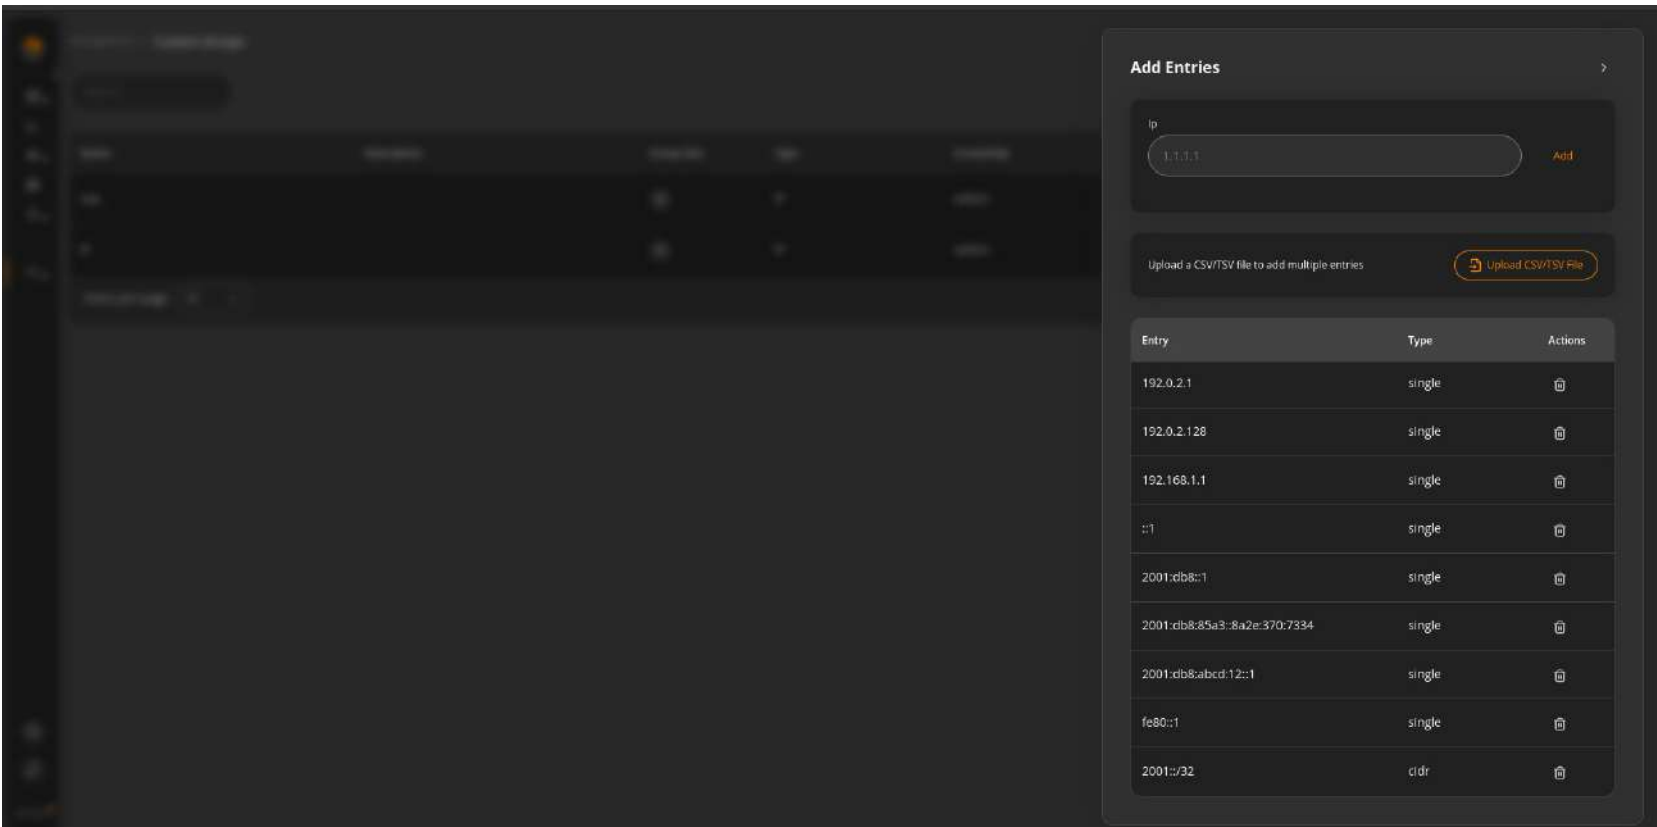 Add Entries
Ip
1.1.1.1
Add
Upload a CSV/TSV file to add multiple entries
Upload CSV/TSV File
Entry Type Actions
192.0.2.1 single
192.0.2.128 single
192.168.1.1 single
::1 single
2001:db8::1 single
2001:db8:85a3::8a2e:370:7334 single
2001:db8:abcd:12::1 single
fe80::1 single
2001::/32 cidr